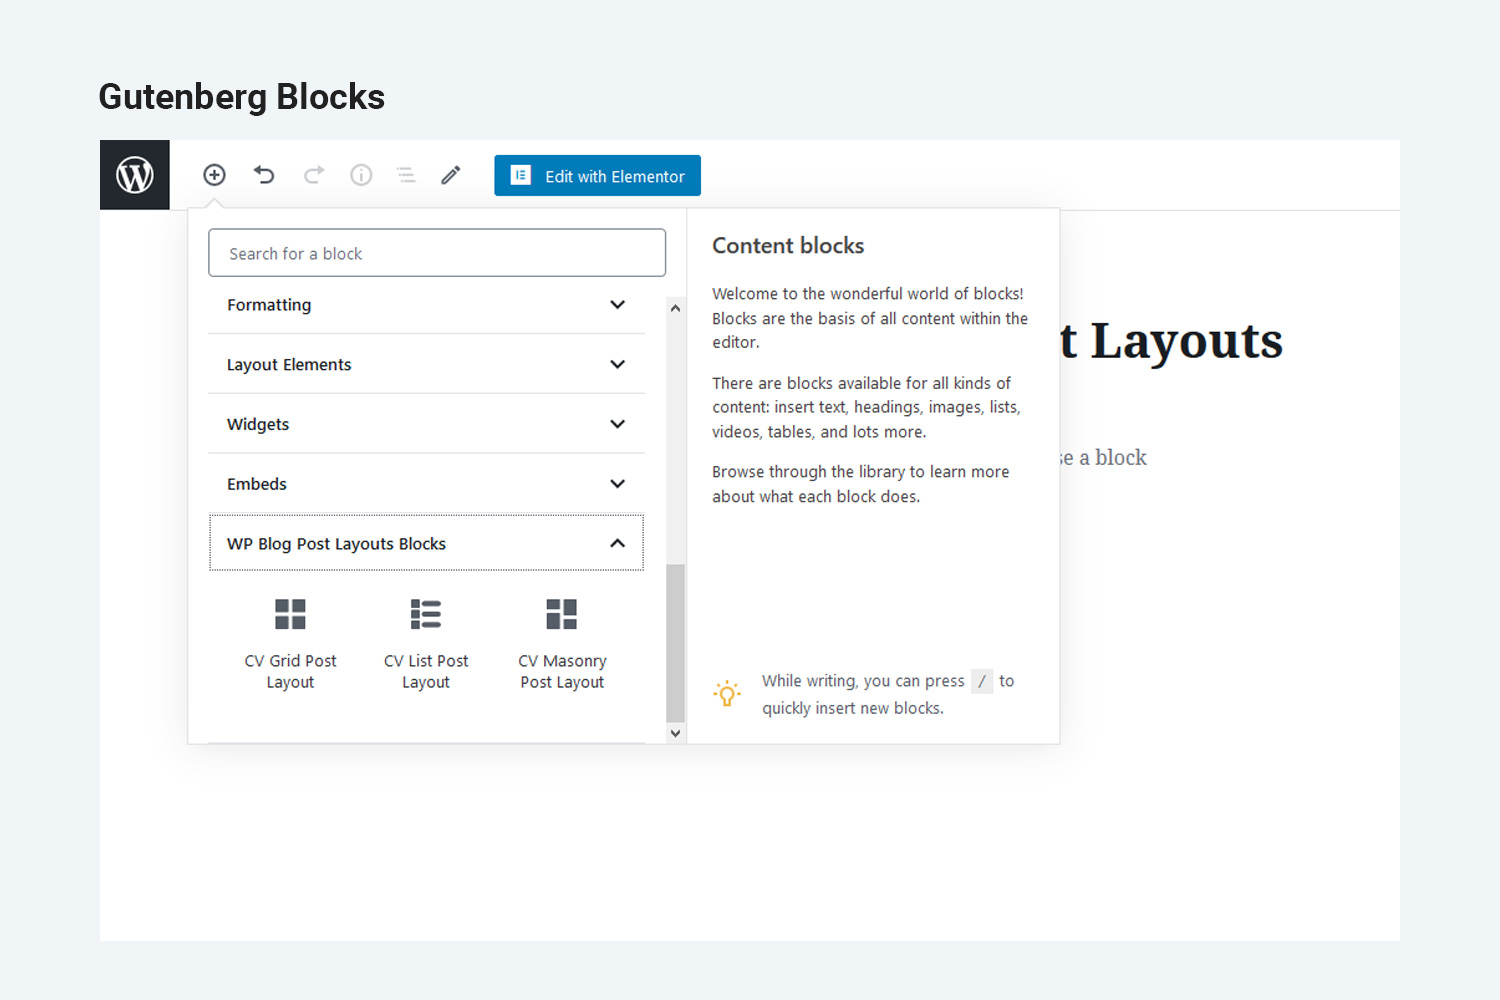 Gutenberg Blocks
Edit with Elementor
Search for a block
Formatting
Layout Elements
Widgets
Embeds
WP Blog Post Layouts Blocks
CV Grid Post
Layout
CV List Post
Layout
CV Masonry
Post Layout
Content blocks
Welcome to the wonderful world of blocks!
Blocks are the basis of all content within the
editor.
There are blocks available for all kinds of
content: insert text, headings, images, lists,
videos, tables, and lots more.
Browse through the library to learn more
about what each block does.
While writing, you can press / to
quickly insert new blocks.
t Layouts
se a block